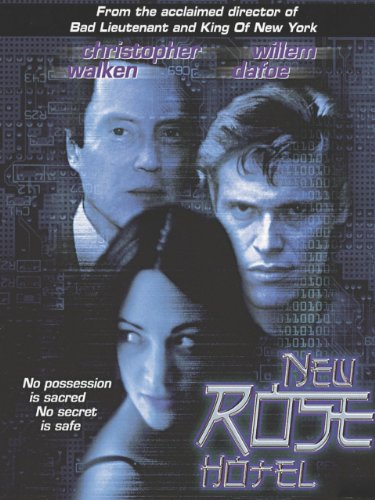 From the acclaimed director of
Bad Lieutenant and King Of New York
christopher walken
willem dafoe
No possession
is sacred
No secret
is safe
NEW
ROSE
HOTEL